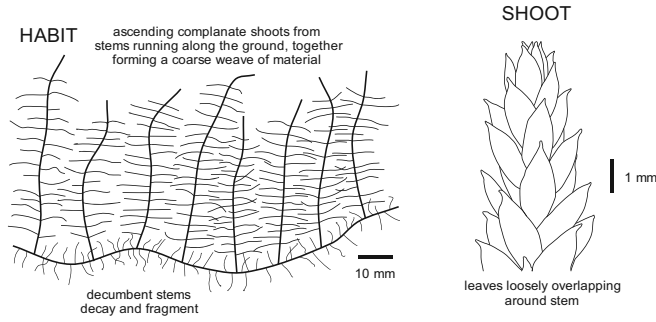 HABIT
ascending complanate shoots from
stems running along the ground, together
forming a coarse weave of material
10 mm
decumbent stems
decay and fragment
SHOOT
1 mm
leaves loosely overlapping
around stem